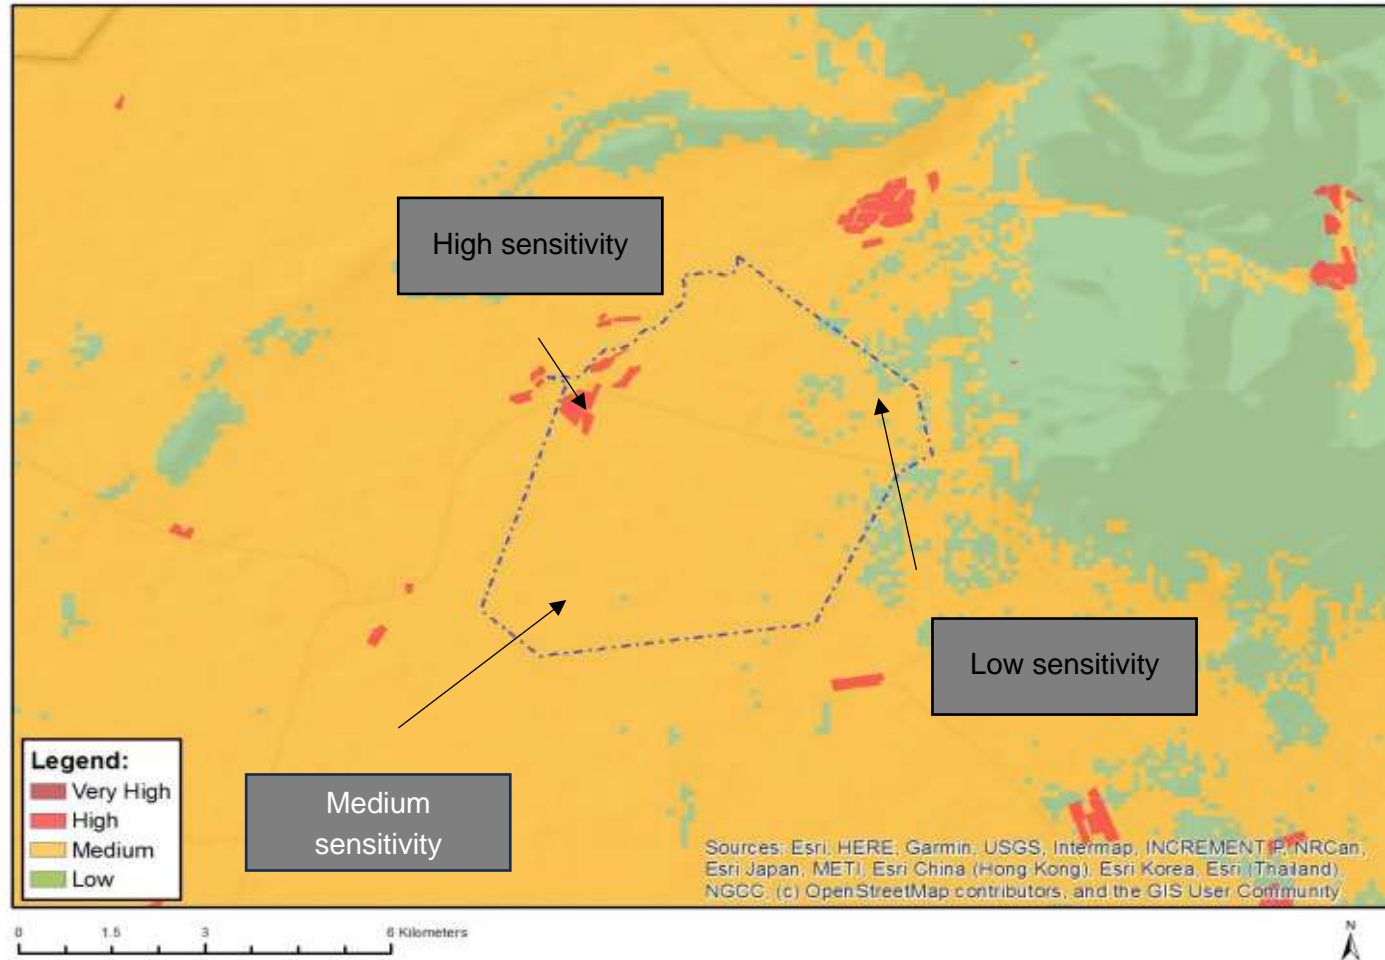 High sensitivity
Low sensitivity
Medium
sensitivity
Legend:
Very High
High
Medium
Low
Sources: Esri, HERE, Garmin, USGS, Intermap, INCREMENT P, NRCan,
Esri Japan, METI, Esri China (Hong Kong), Esri Korea, Esri (Thailand),
NGCC, (c) OpenStreetMap contributors, and the GIS User Community
0 1.5 3 6 Kilometers
N